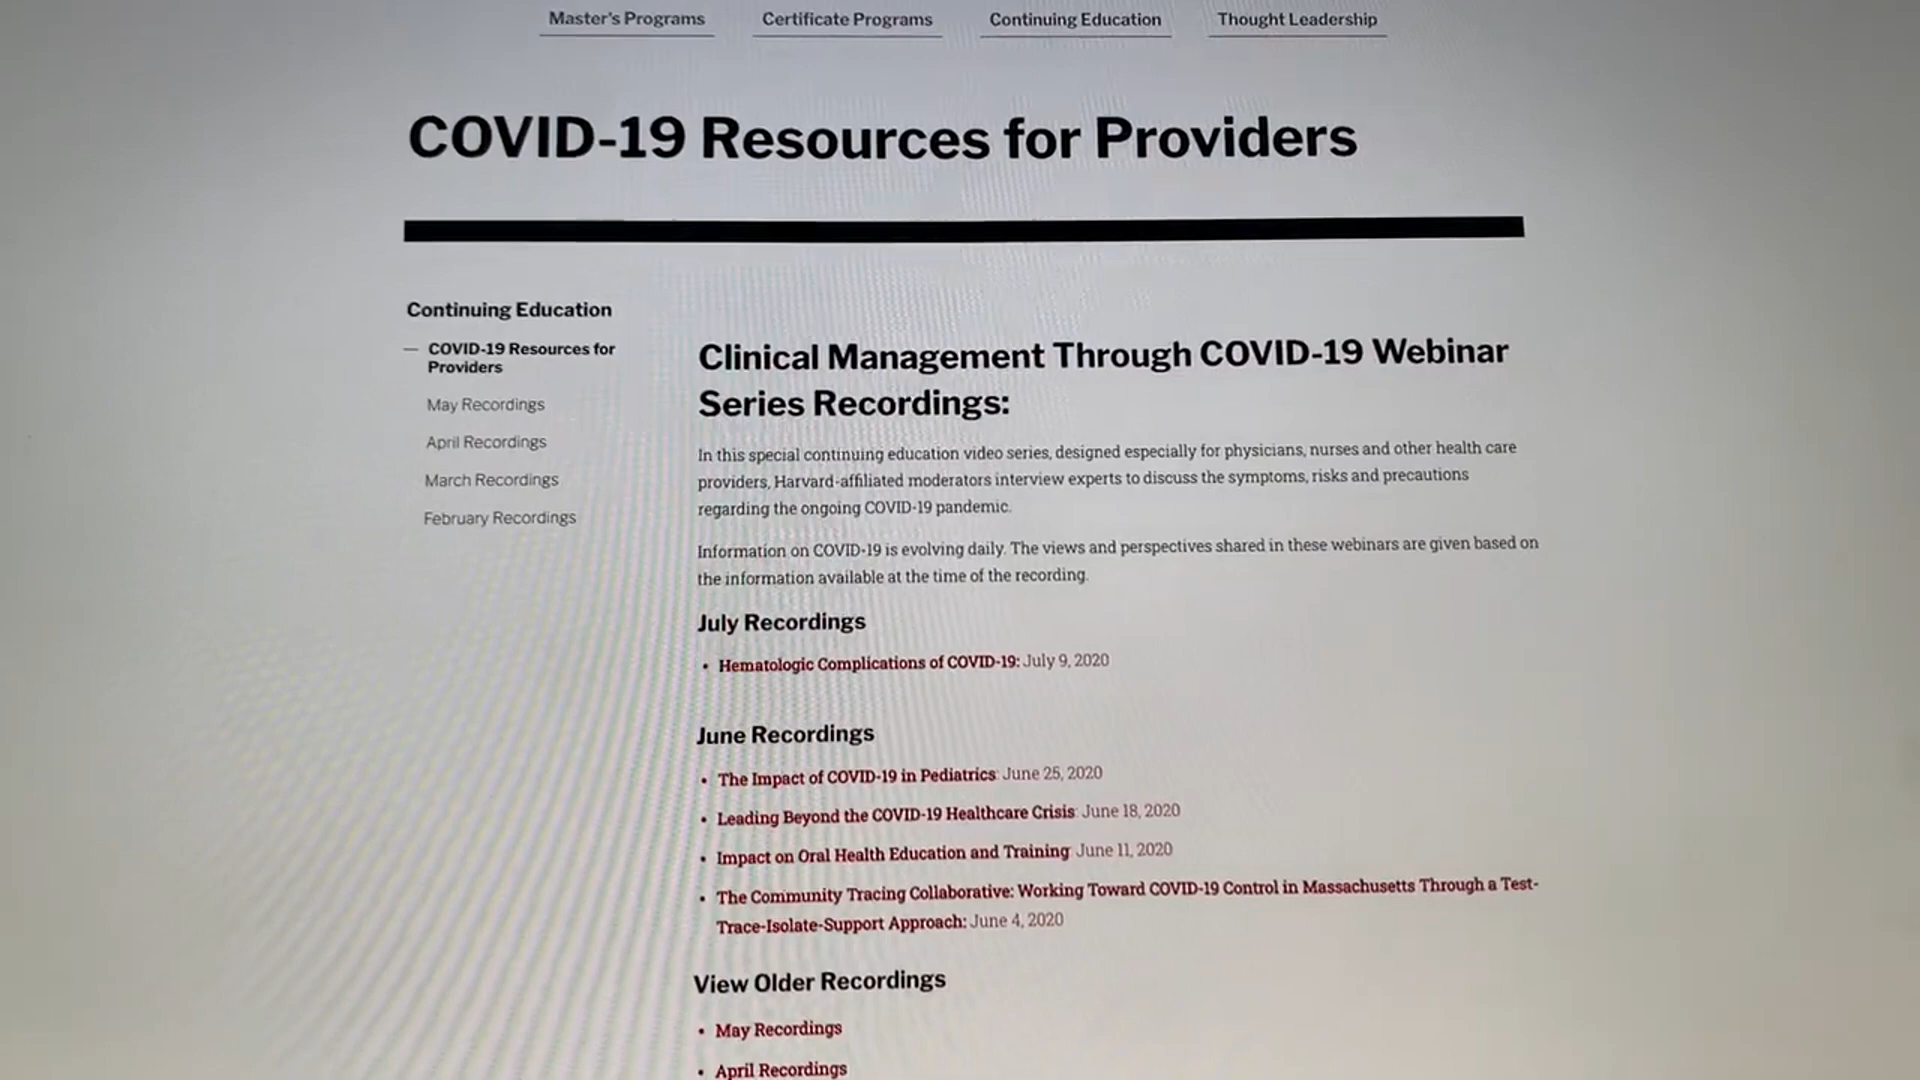 Master's Programs Certificate Programs Continuing Education Thought Leadership
COVID-19 Resources for Providers
Continuing Education
— COVID-19 Resources for
Providers
May Recordings
April Recordings
March Recordings
February Recordings
Clinical Management Through COVID-19 Webinar
Series Recordings:
In this special continuing education video series, designed especially for physicians, nurses and other health care
providers, Harvard-affiliated moderators interview experts to discuss the symptoms, risks and precautions
regarding the ongoing COVID-19 pandemic.
Information on COVID-19 is evolving daily. The views and perspectives shared in these webinars are given based on
the information available at the time of the recording.
July Recordings
• Hematologic Complications of COVID-19: July 9, 2020
June Recordings
• The Impact of COVID-19 in Pediatrics: June 25, 2020
• Leading Beyond the COVID-19 Healthcare Crisis: June 18, 2020
• Impact on Oral Health Education and Training: June 11, 2020
• The Community Tracing Collaborative: Working Toward COVID-19 Control in Massachusetts Through a Test-
Trace-Isolate-Support Approach: June 4, 2020
View Older Recordings
• May Recordings
• April Recordings